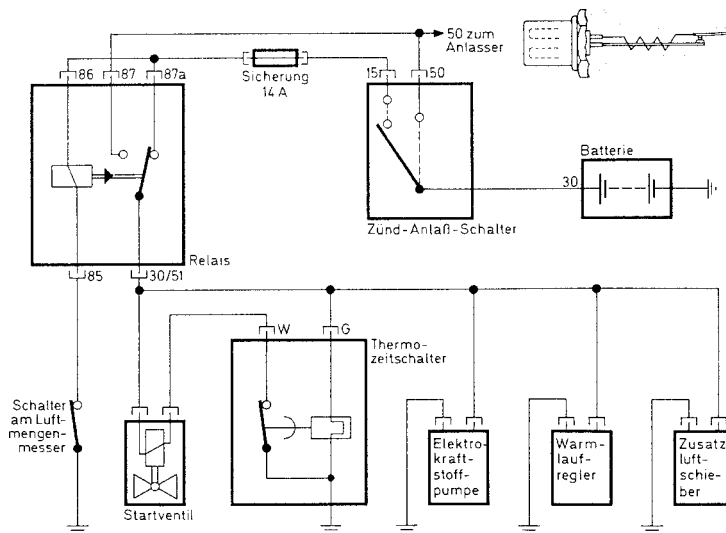 50 zum
Anlasser
86
87
87a
Sicherung
14 A
15
50
Batterie
30
Zünd-Anlaß-Schalter
Relais
85
30/51
W
G
Thermo-
zeitschalter
Schalter
am Luft-
mengen-
messer
Startventil
Elektro-
kraft-
stoff-
pumpe
Warm-
lauf-
regler
Zusatz
luft-
schie-
ber